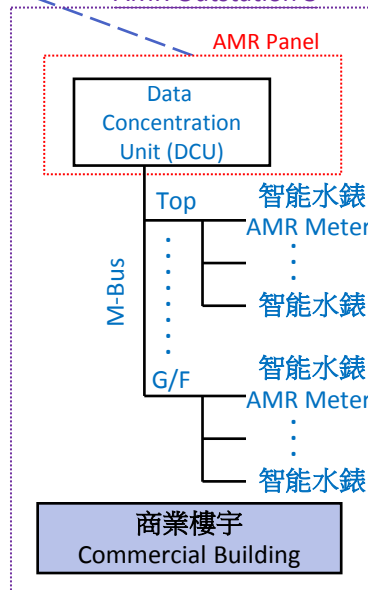 AMR Panel
Data
Concentration
Unit (DCU)
Top
智能水錶
AMR Meter
智能水錶
M-Bus
G/F
智能水錶
AMR Meter
智能水錶
商業樓宇
Commercial Building